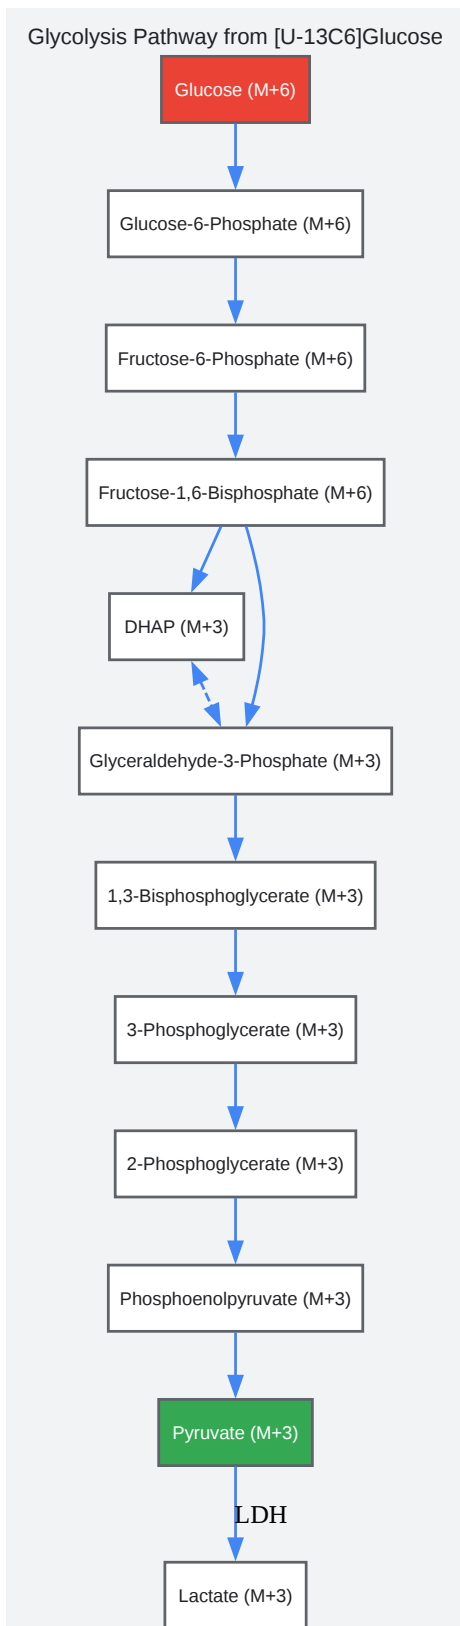 Glycolysis Pathway from [U-13C6]Glucose
Glucose (M+6)
Glucose-6-Phosphate (M+6)
Fructose-6-Phosphate (M+6)
Fructose-1,6-Bisphosphate (M+6)
DHAP (M+3)
Glyceraldehyde-3-Phosphate (M+3)
1,3-Bisphosphoglycerate (M+3)
3-Phosphoglycerate (M+3)
2-Phosphoglycerate (M+3)
Phosphoenolpyruvate (M+3)
Pyruvate (M+3)
LDH
Lactate (M+3)